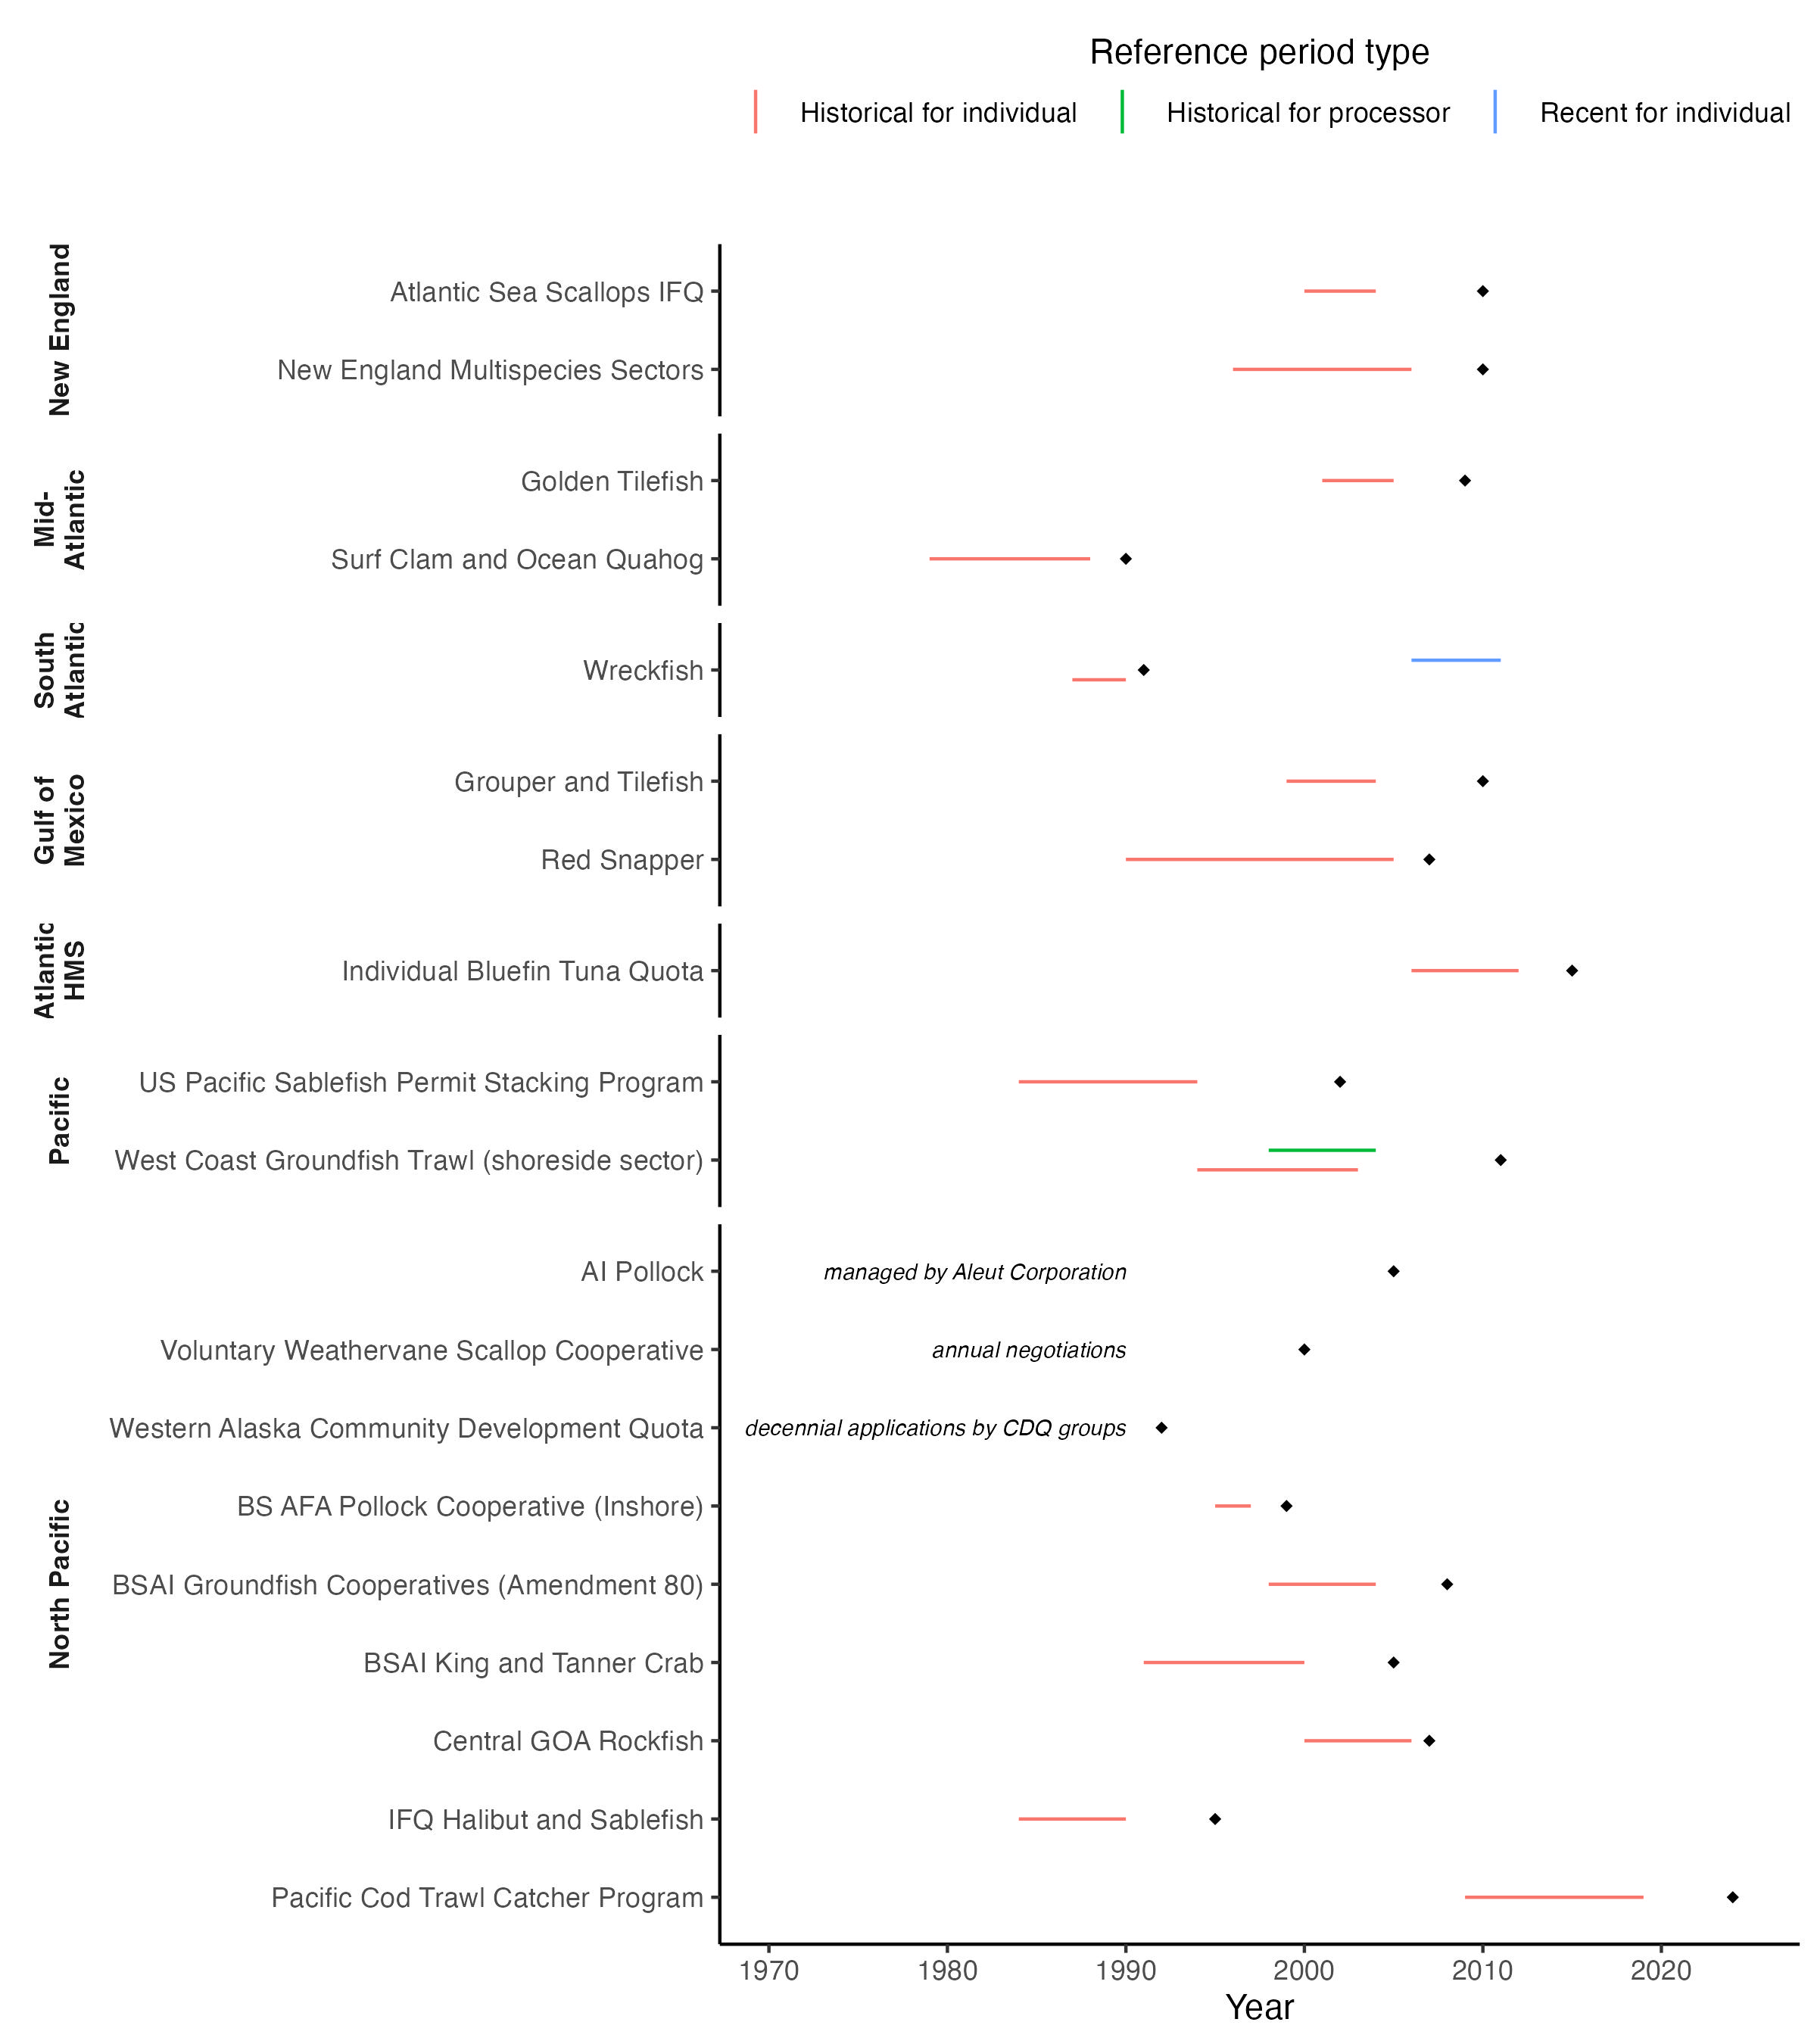 Reference period type
Historical for individual
Historical for processor
Recent for individual
New England
Atlantic Sea Scallops IFQ
New England Multispecies Sectors
Mid-
Atlantic
Golden Tilefish
Surf Clam and Ocean Quahog
South
Atlantic
Wreckfish
Gulf of
Mexico
Grouper and Tilefish
Red Snapper
Atlantic
HMS
Individual Bluefin Tuna Quota
Pacific
US Pacific Sablefish Permit Stacking Program
West Coast Groundfish Trawl (shoreside sector)
North Pacific
AI Pollock
managed by Aleut Corporation
Voluntary Weathervane Scallop Cooperative
annual negotiations
Western Alaska Community Development Quota
decennial applications by CDQ groups
BS AFA Pollock Cooperative (Inshore)
BSAI Groundfish Cooperatives (Amendment 80)
BSAI King and Tanner Crab
Central GOA Rockfish
IFQ Halibut and Sablefish
Pacific Cod Trawl Catcher Program
1970 1980 1990 2000 2010 2020
Year